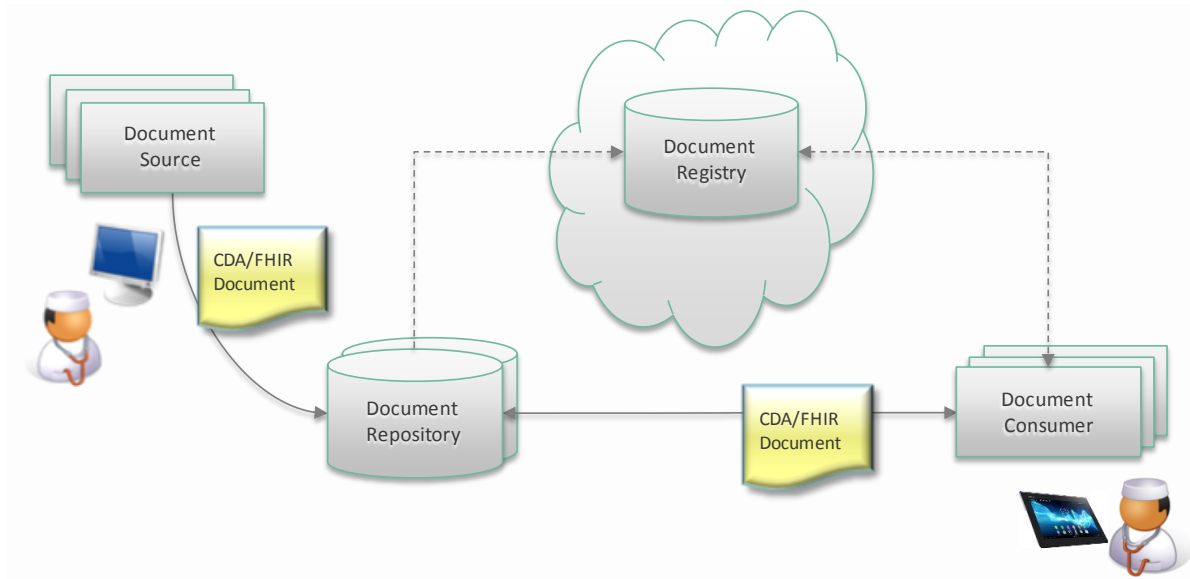 Document
Source
Document
Registry
CDA/FHIR
Document
Document
Repository
CDA/FHIR
Document
Document
Consumer